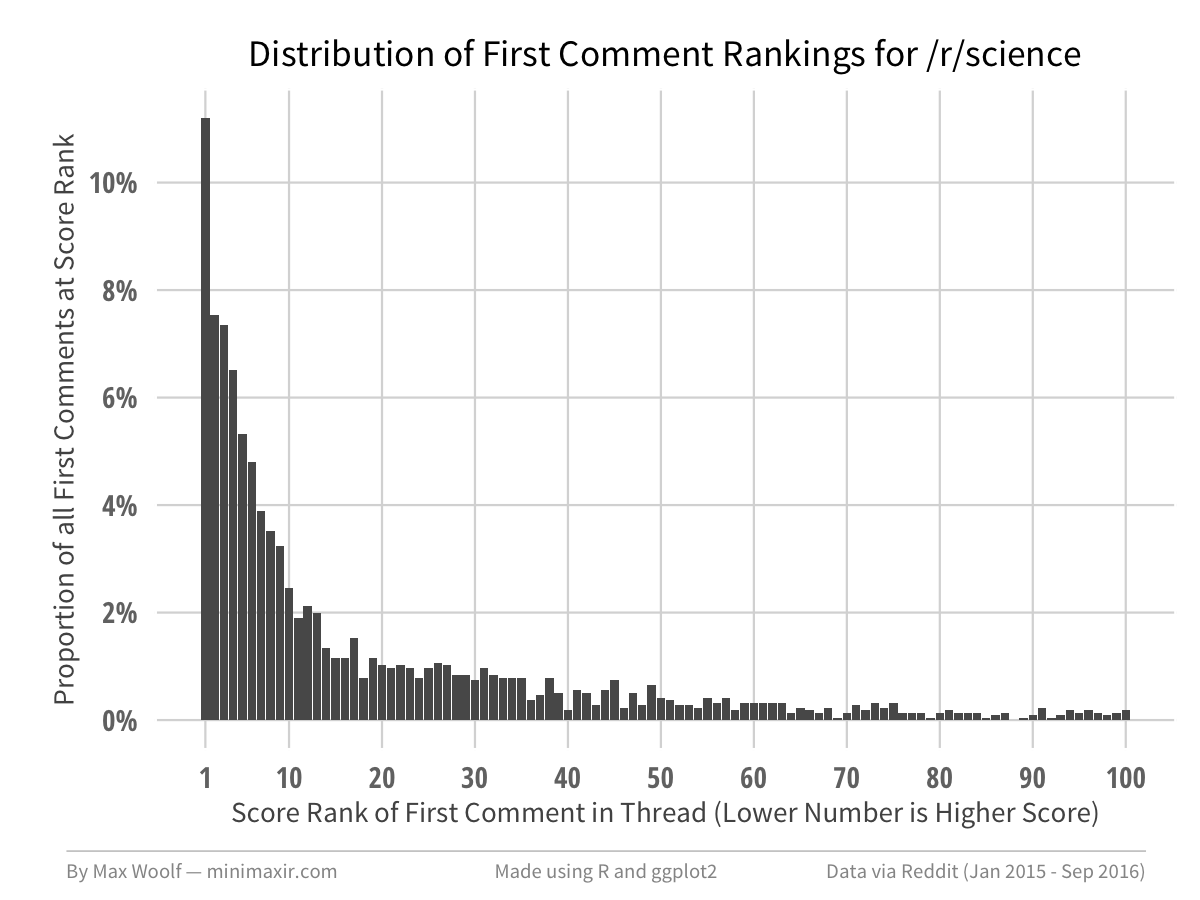 Distribution of First Comment Rankings for /r/science
Proportion of all First Comments at Score Rank
10%
8%
6%
4%
2%
0%
1 10 20 30 40 50 60 70 80 90 100
Score Rank of First Comment in Thread (Lower Number is Higher Score)
By Max Woolf — minimaxir.com Made using R and ggplot2 Data via Reddit (Jan 2015 - Sep 2016)